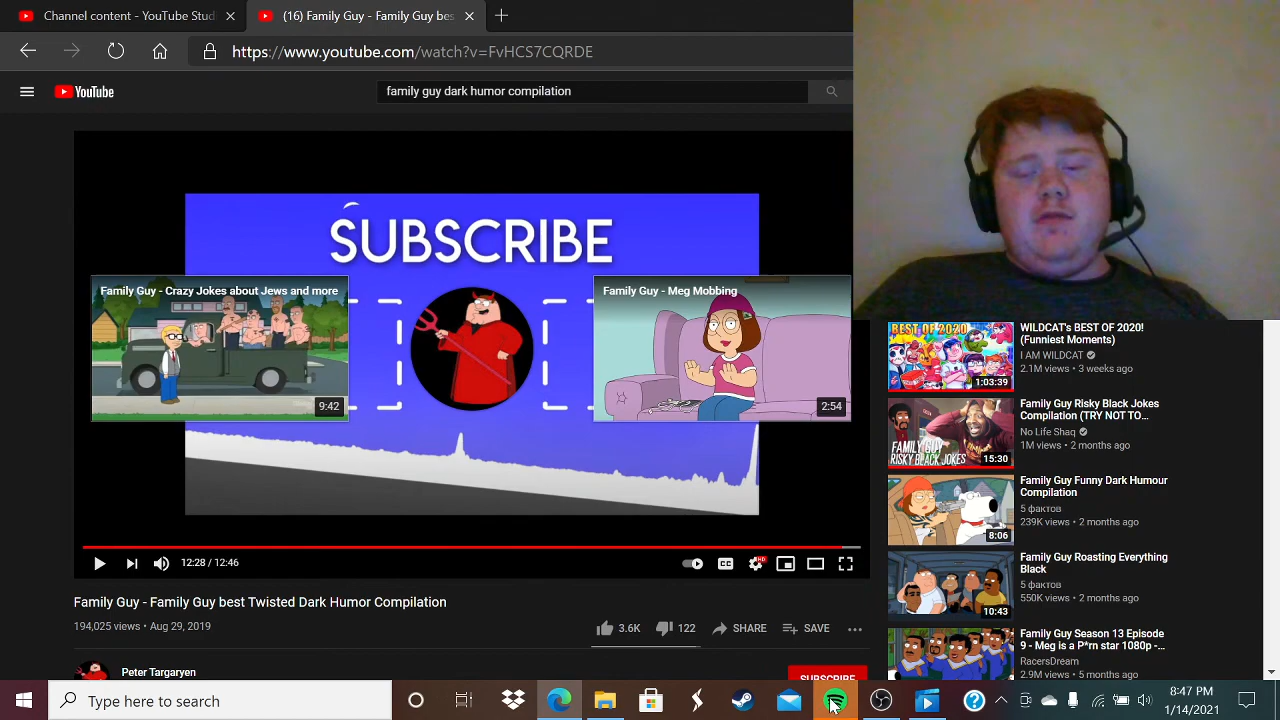 Channel content - YouTube Stud
(16) Family Guy - Family Guy bes
https://www.youtube.com/watch?v=FvHCS7CQRDE
YouTube
family guy dark humor compilation
SUBSCRIBE
Family Guy - Crazy Jokes about Jews and more
9:42
Family Guy - Meg Mobbing
2:54
12:28 / 12:46
CC
HD
Family Guy - Family Guy best Twisted Dark Humor Compilation
194,025 views • Aug 29, 2019
3.6K
122
SHARE
SAVE
Peter Targaryen
SUBSCRIBE
BEST OF 2020
1:03:39
WILDCAT's BEST OF 2020!
(Funniest Moments)
I AM WILDCAT
2.1M views • 3 weeks ago
FAMILY GUY
RISKY BLACK JOKES
15:30
Family Guy Risky Black Jokes
Compilation (TRY NOT TO...
No Life Shaq
1M views • 2 months ago
8:06
Family Guy Funny Dark Humour
Compilation
5 фактов
239K views • 2 months ago
10:43
Family Guy Roasting Everything
Black
5 фактов
550K views • 2 months ago
Family Guy Season 13 Episode
9 - Meg is a P*rn star 1080p -...
RacersDream
2.9M views • 5 months ago
Type here to search
8:47 PM
1/14/2021